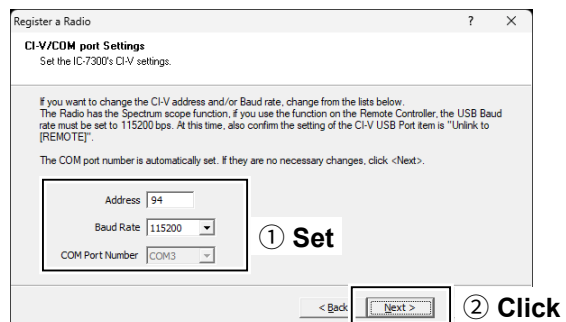 Register a Radio ? ×
CI-V/COM port Settings
Set the IC-7300's CI-V settings.
If you want to change the CI-V address and/or Baud rate, change from the lists below.
The Radio has the Spectrum scope function, if you use the function on the Remote Controller, the USB Baud
rate must be set to 115200 bps. At this time, also confirm the setting of the CI-V USB Port item is "Unlink to
[REMOTE]".
The COM port number is automatically set. If they are no necessary changes, click <Next>.
Address 94
Baud Rate 115200
COM Port Number COM3
① Set
< Back Next >
② Click